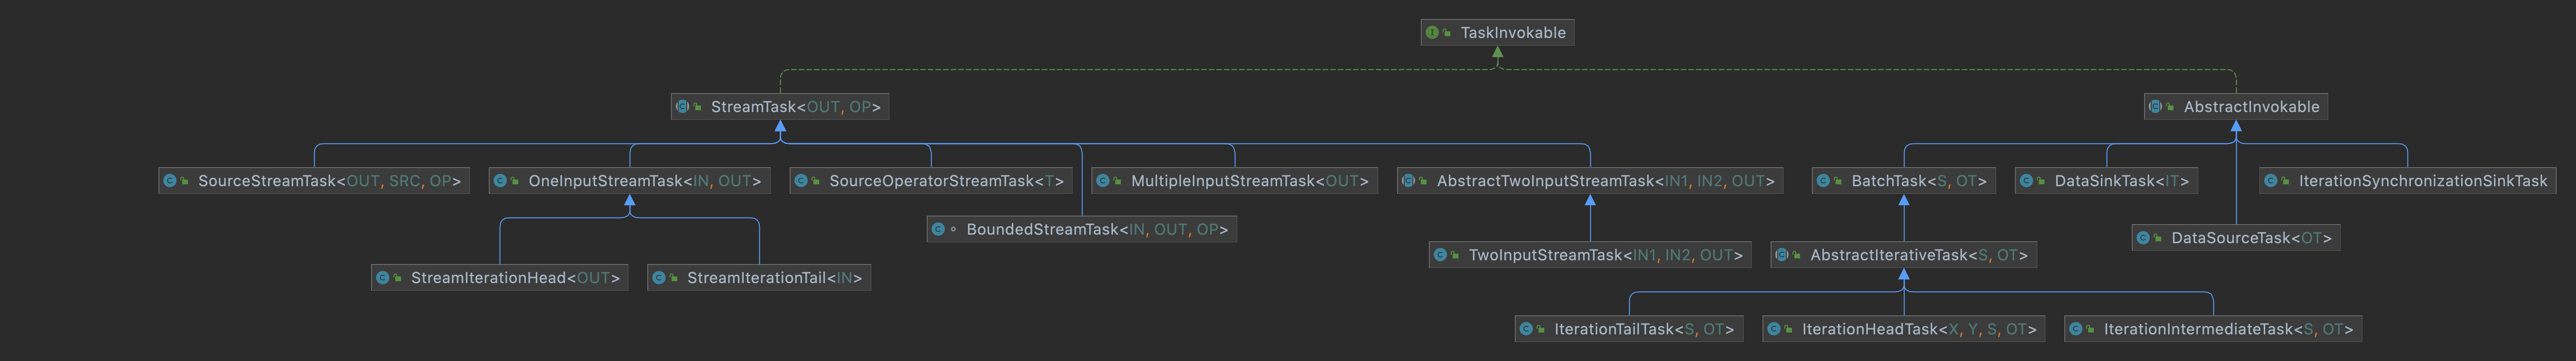 TaskInvokable
StreamTask<OUT, OP>
AbstractInvokable
SourceStreamTask<OUT, SRC, OP>
OneInputStreamTask<IN, OUT>
SourceOperatorStreamTask<T>
MultipleInputStreamTask<OUT>
AbstractTwoInputStreamTask<IN1, IN2, OUT>
BatchTask<S, OT>
DataSinkTask<IT>
IterationSynchronizationSinkTask
BoundedStreamTask<IN, OUT, OP>
DataSourceTask<OT>
TwoInputStreamTask<IN1, IN2, OUT>
AbstractIterativeTask<S, OT>
StreamIterationHead<OUT>
StreamIterationTail<IN>
IterationTailTask<S, OT>
IterationHeadTask<X, Y, S, OT>
IterationIntermediateTask<S, OT>